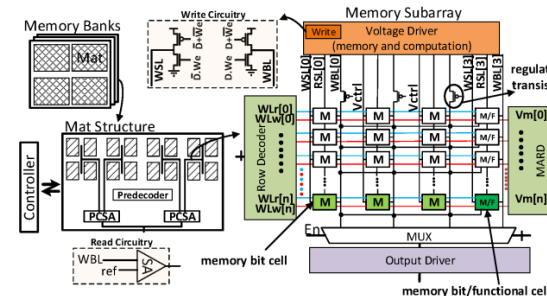 Memory Banks
Mat
Write Circuitry
D+We D+We
WSL
WBL
D.We
D.We
Memory Subarray
Write
Voltage Driver
(memory and computation)
WSL[0]
RSL[0]
WBL[0]
Vctrl
Vctrl
WSL[3]
RSL[3]
WBL[3]
regulat
transis
Mat Structure
Controller
Predecoder
PCSA
PCSA
Row Decoder
WLr[0]
WLw[0]
WLr[n]
WLw[n]
M M M M/F
M M M M/F
M M M M/F
M M M M/F
Vm[0]
MARD
Vm[n]
En
MUX
Output Driver
Read Circuitry
WBL
ref
SA
memory bit cell
memory bit/functional cel